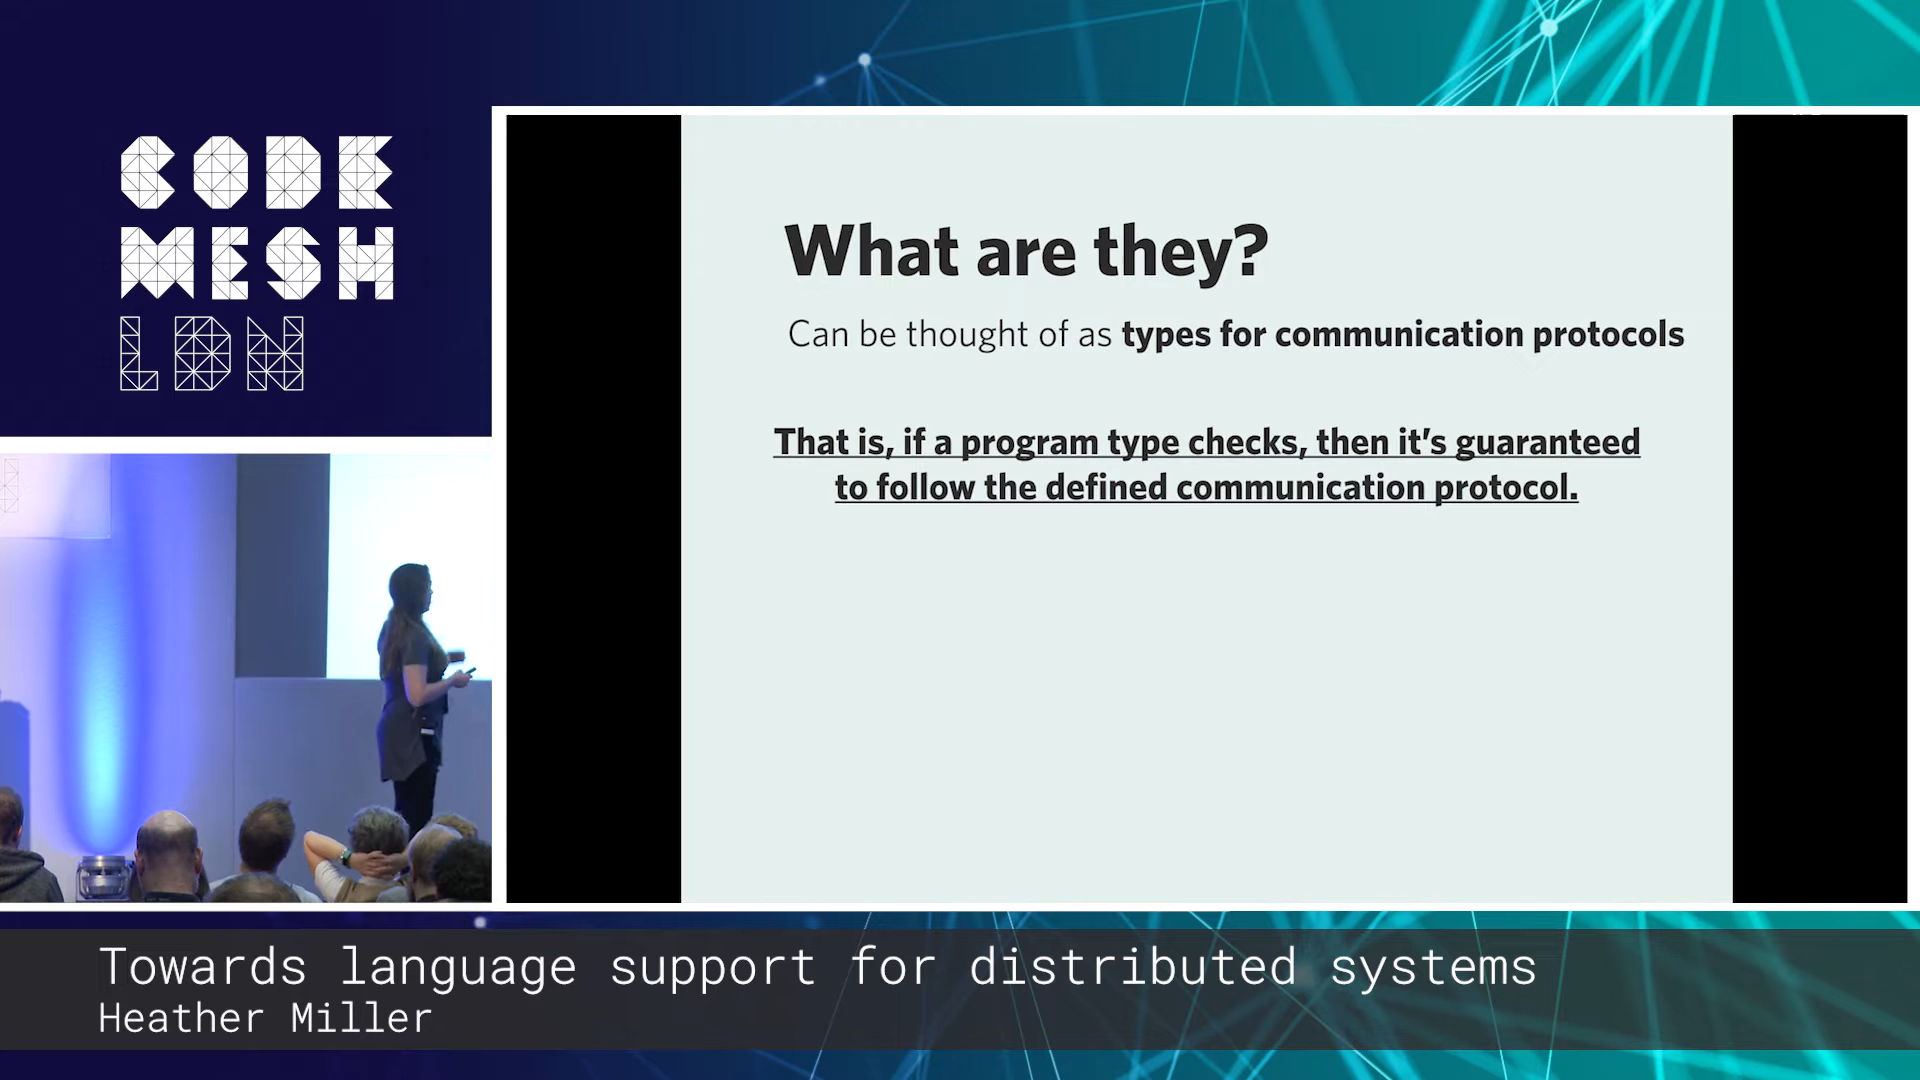 CODE
MESH
LDN
What are they?
Can be thought of as types for communication protocols
That is, if a program type checks, then it's guaranteed
to follow the defined communication protocol.
Towards language support for distributed systems
Heather Miller